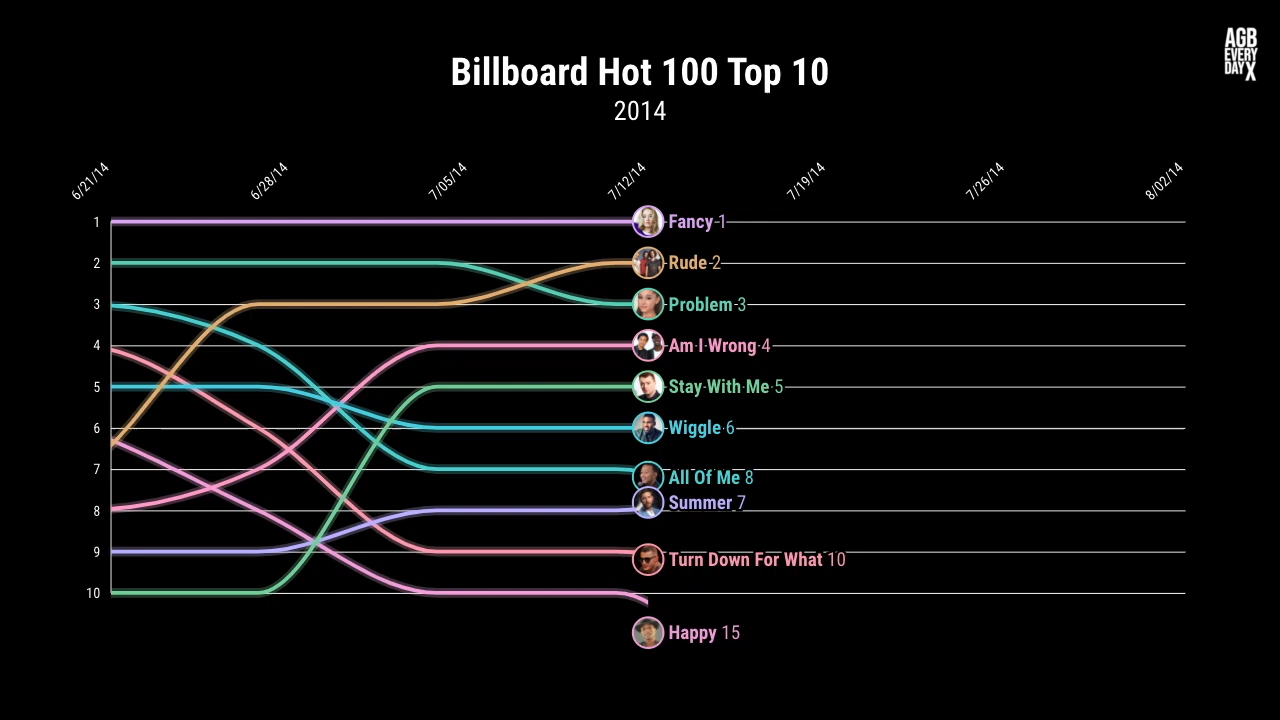 AGB
EVERY
DAY X
Billboard Hot 100 Top 10
2014
6/21/14
6/28/14
7/05/14
7/12/14
7/19/14
7/26/14
8/02/14
1
Fancy 1
2
Rude 2
3
Problem 3
4
Am I Wrong 4
5
Stay With Me 5
6
Wiggle 6
7
All Of Me 8
Summer 7
8
9
Turn Down For What 10
10
Happy 15